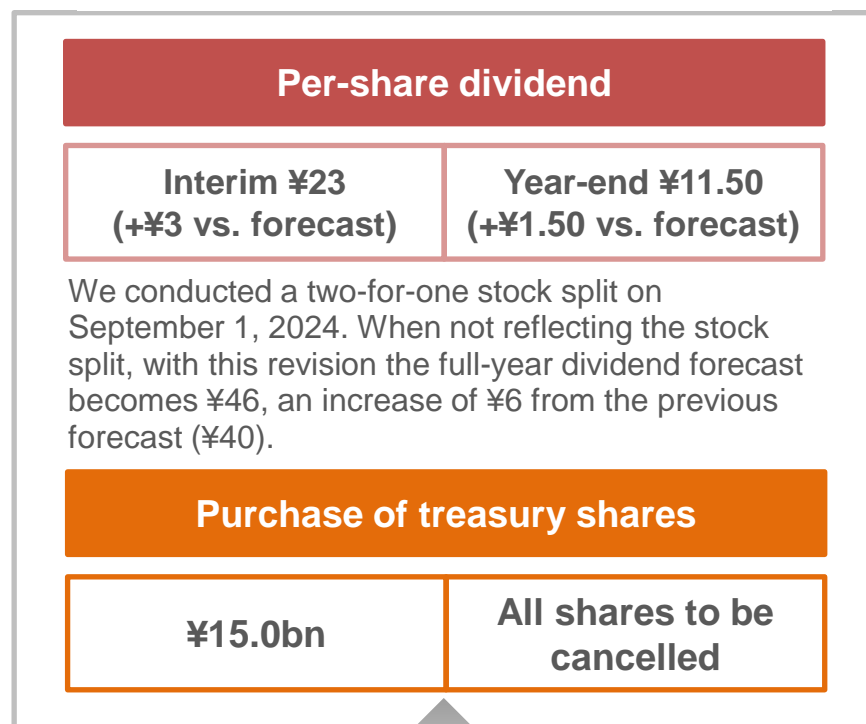 Per-share dividend
Interim ¥23
(+¥3 vs. forecast)
Year-end ¥11.50
(+¥1.50 vs. forecast)
We conducted a two-for-one stock split on
September 1, 2024. When not reflecting the stock
split, with this revision the full-year dividend forecast
becomes ¥46, an increase of ¥6 from the previous
forecast (¥40).
Purchase of treasury shares
¥15.0bn
All shares to be
cancelled